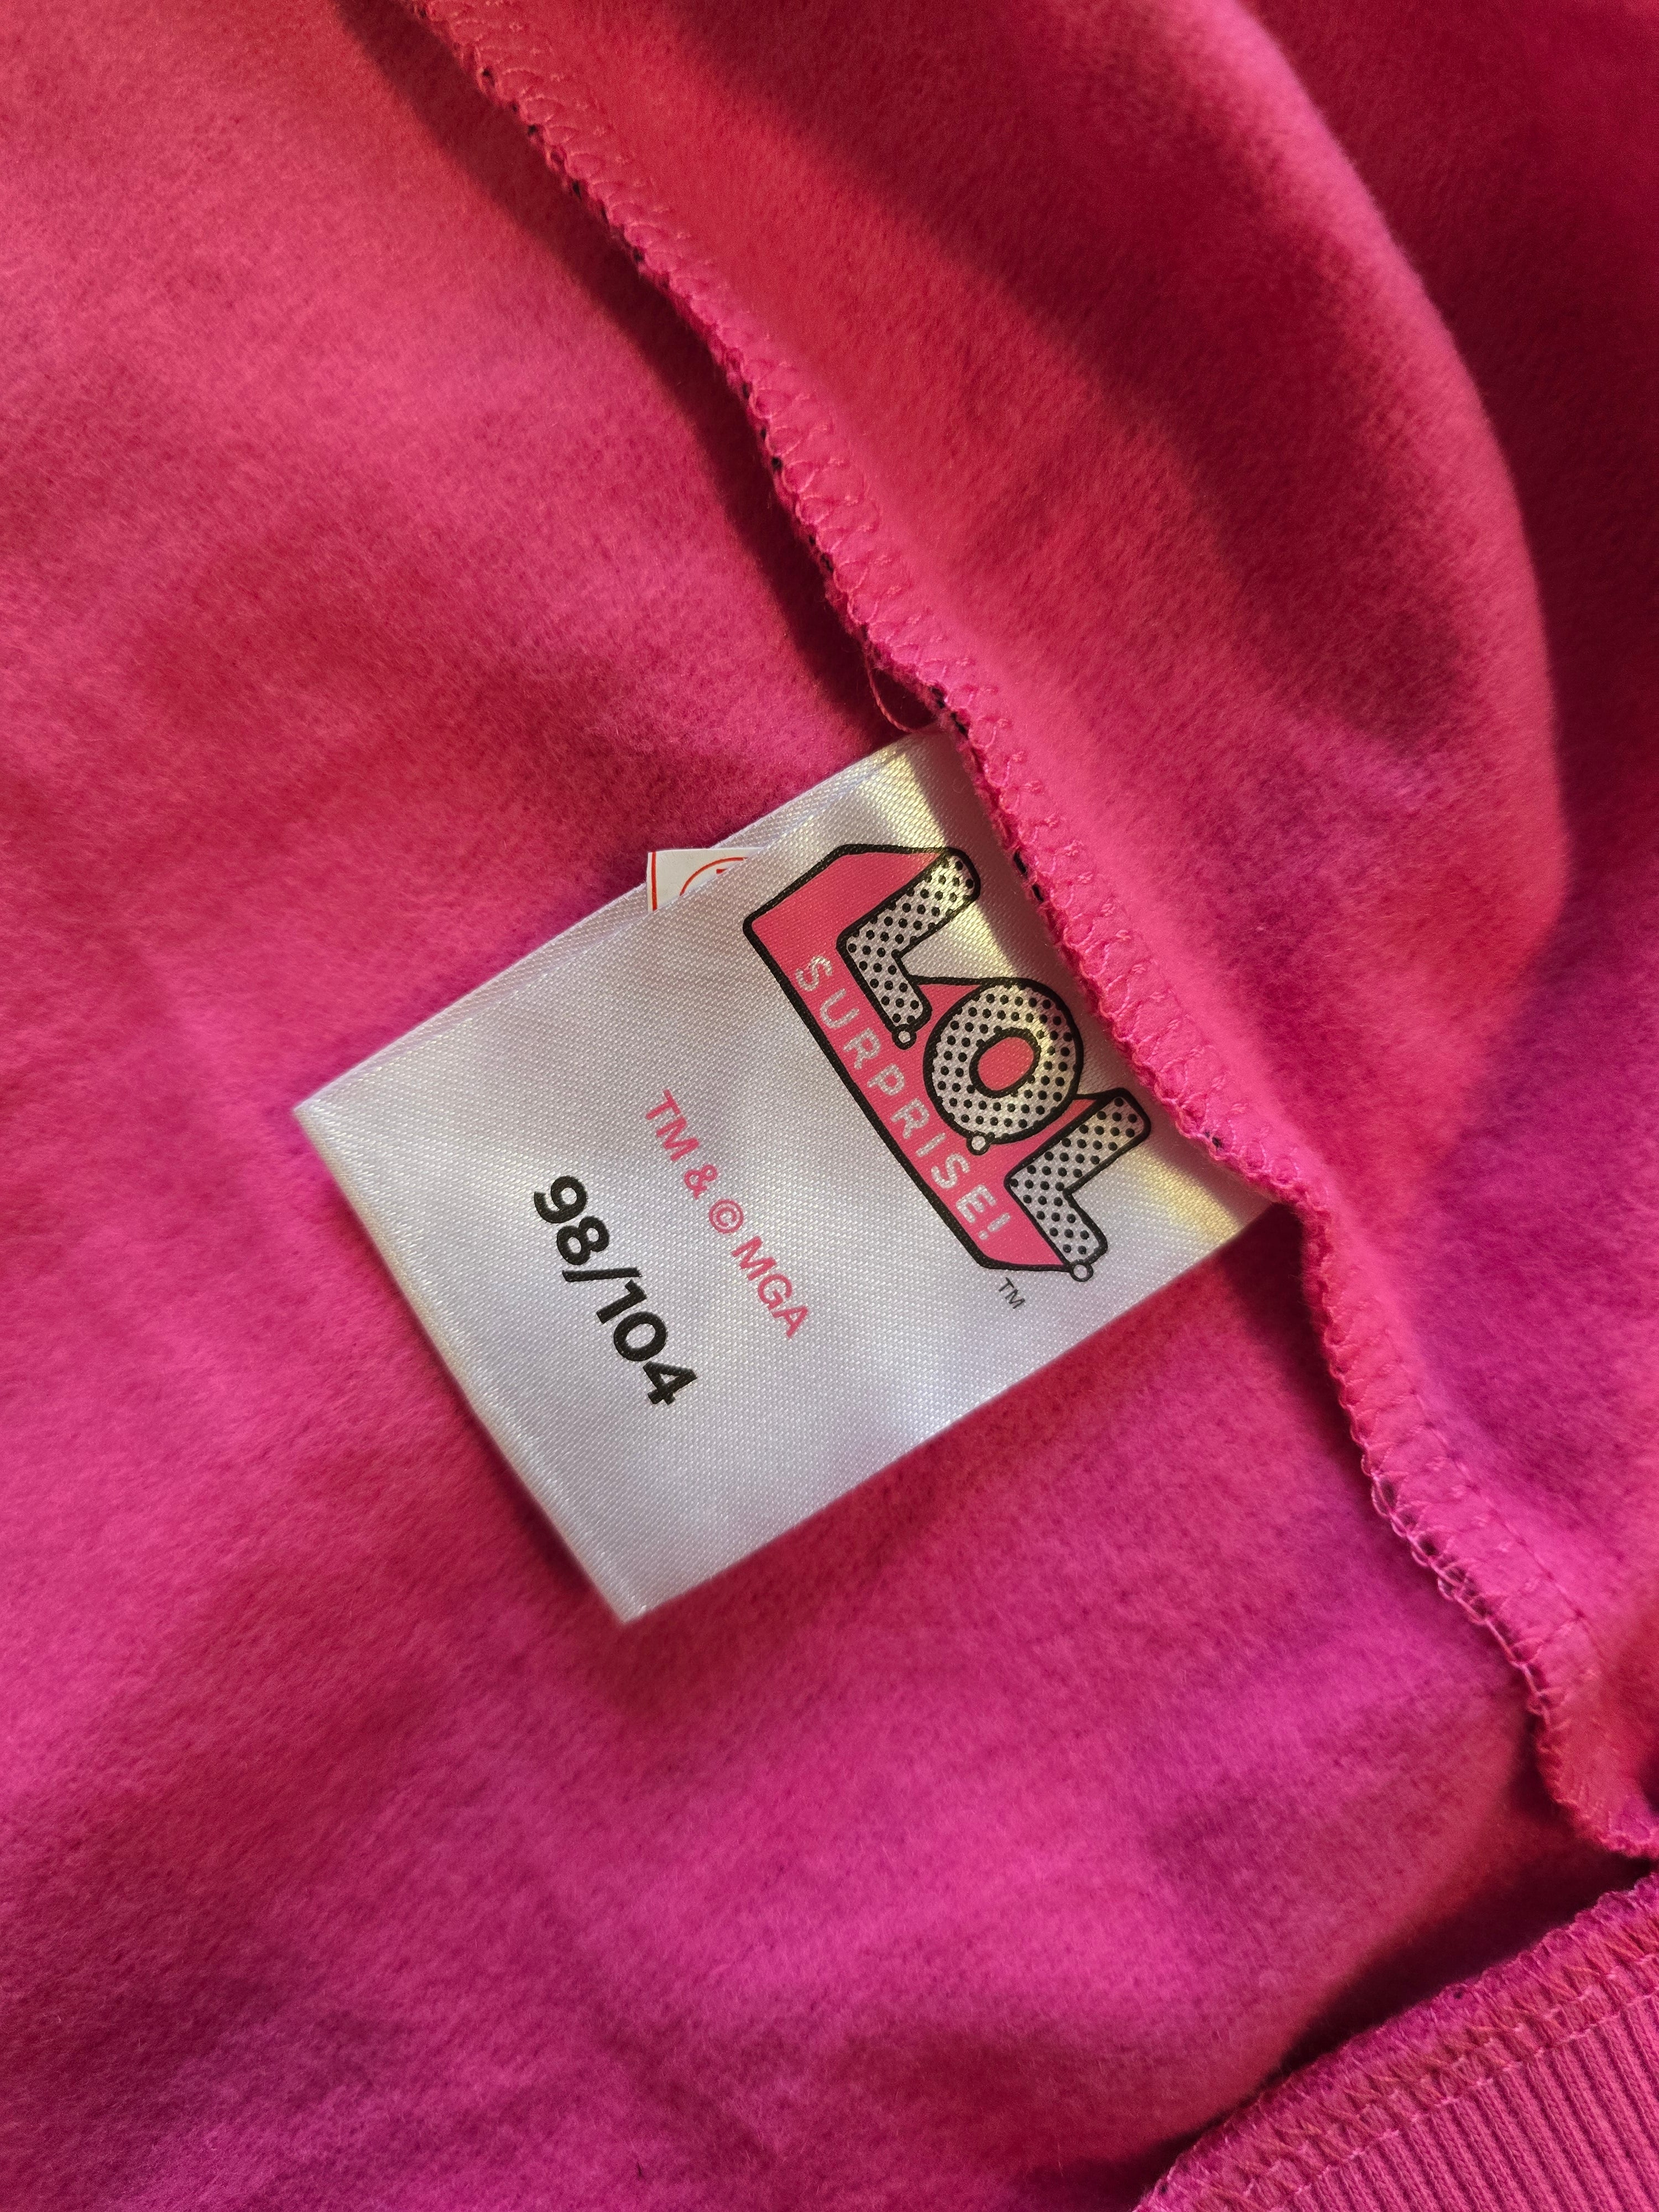 LOL
SURPRISE!
TM
TM & © MGA
98/104